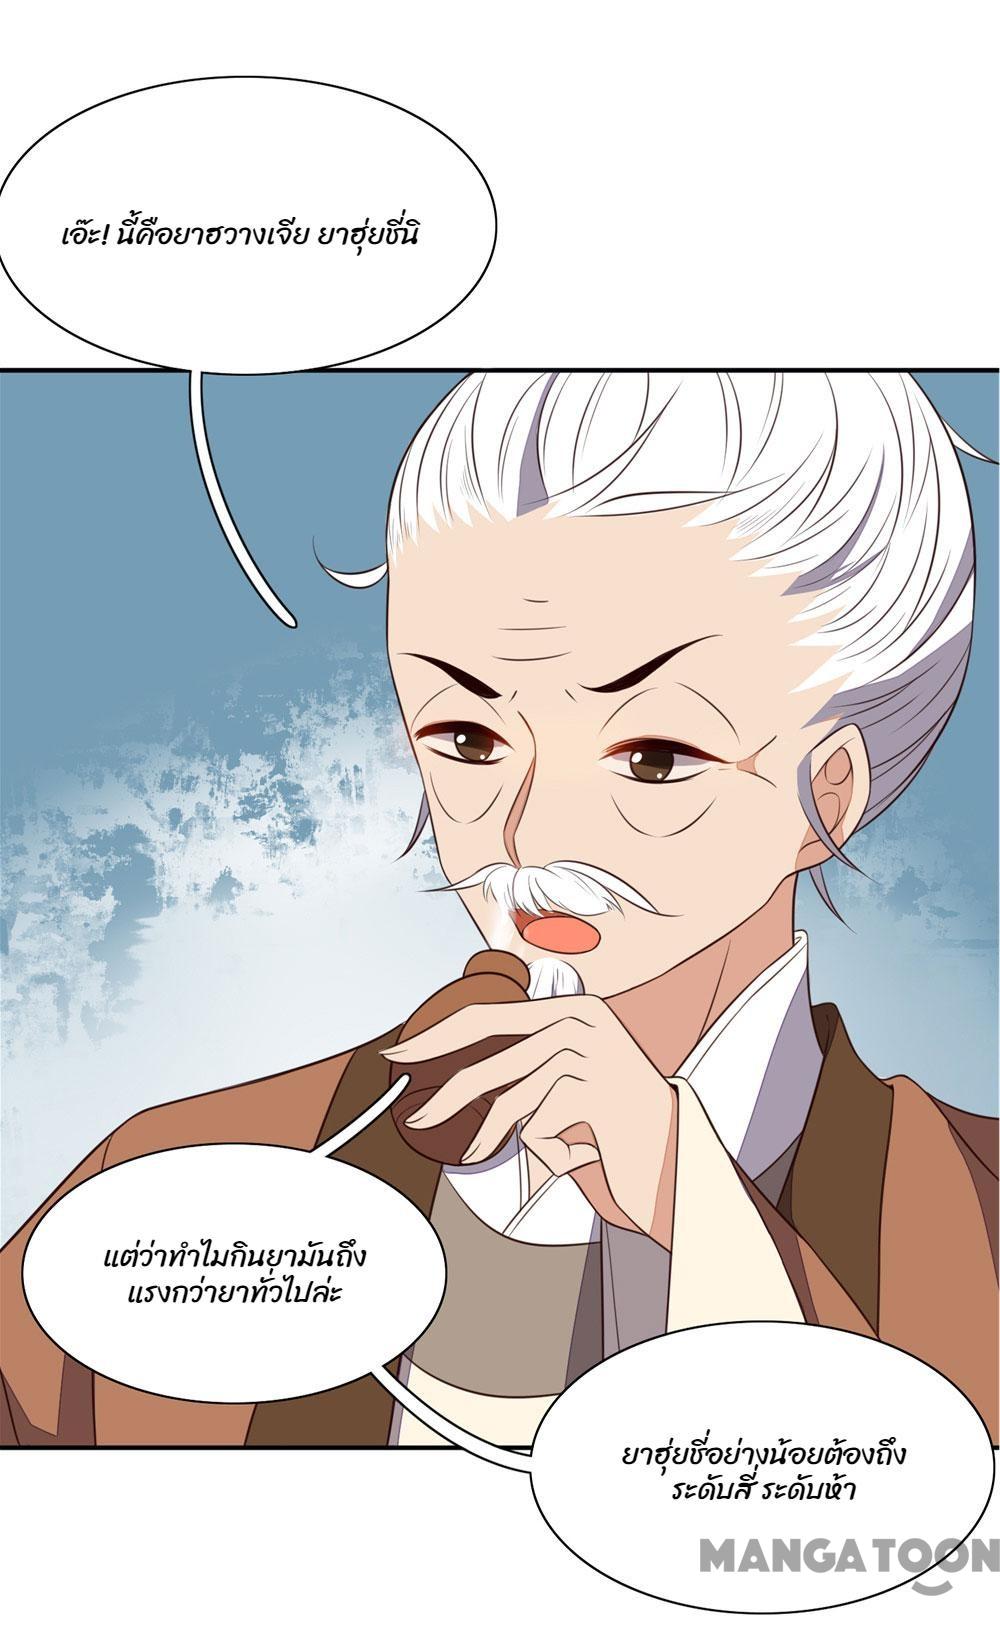 เอ๊ะ! นี้คือยาฮวางเจีย ยาฮุ่ยชี่นิ
แต่ว่าทำไมกินยามันถึง
แรงกว่ายาทั่วไปล่ะ
ยาฮุ่ยชี่อย่างน้อยต้องถึง
ระดับสี่ ระดับห้า
MANGATOON